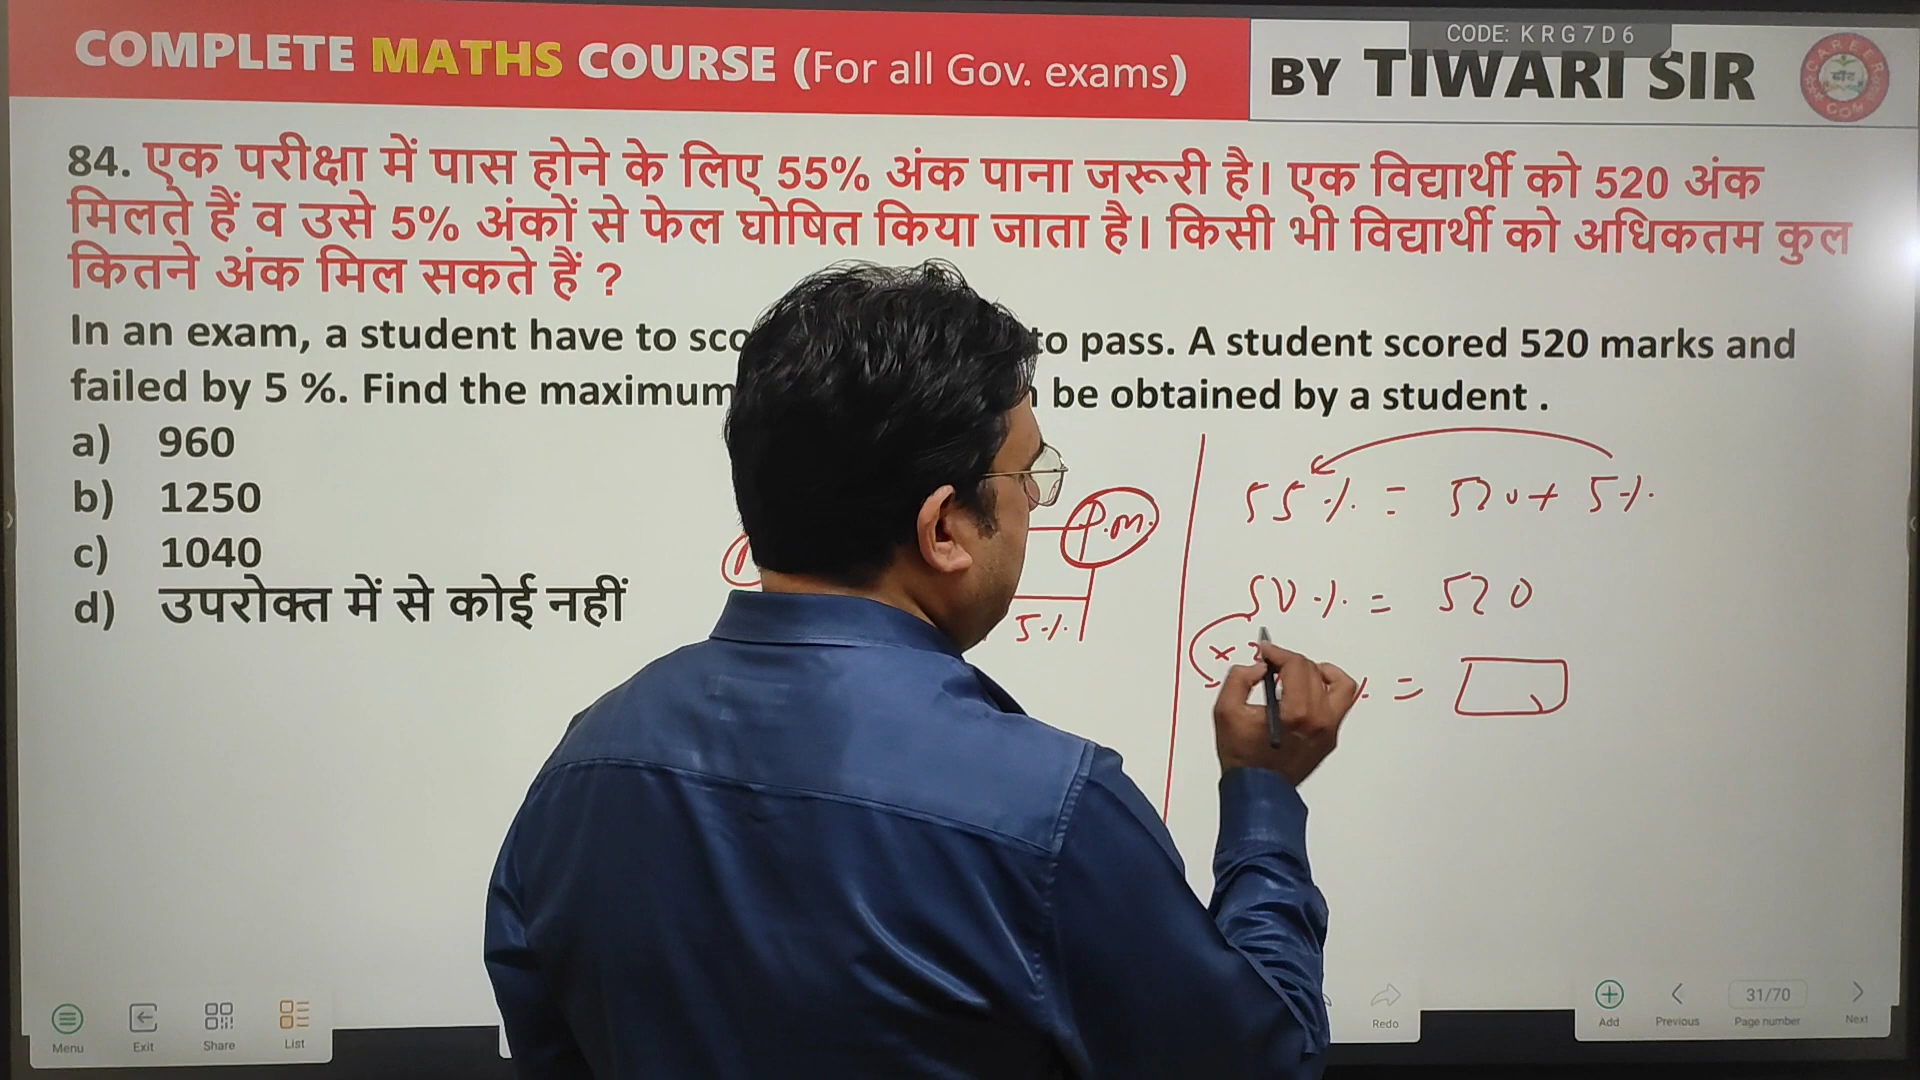 CODE: KRG7D6
COMPLETE MATHS COURSE (For all Gov. exams)
BY TIWARI SIR
CAREER
.COM
84. एक परीक्षा में पास होने के लिए 55% अंक पाना जरूरी है। एक विद्यार्थी को 520 अंक
मिलते हैं व उसे 5% अंकों से फेल घोषित किया जाता है। किसी भी विद्यार्थी को अधिकतम कुल
कितने अंक मिल सकते हैं ?
In an exam, a student have to to pass. A student scored 520 marks and
failed by 5 %. Find the maximum be obtained by a student .
a) 960
b) 1250
c) 1040
d) उपरोक्त में से कोई नहीं
P.M.
5%
55% = 520 + 5%
50% = 520
×2
% =
Menu
Exit
Share
List
Redo
Add
Previous
31/70
Page number
Next